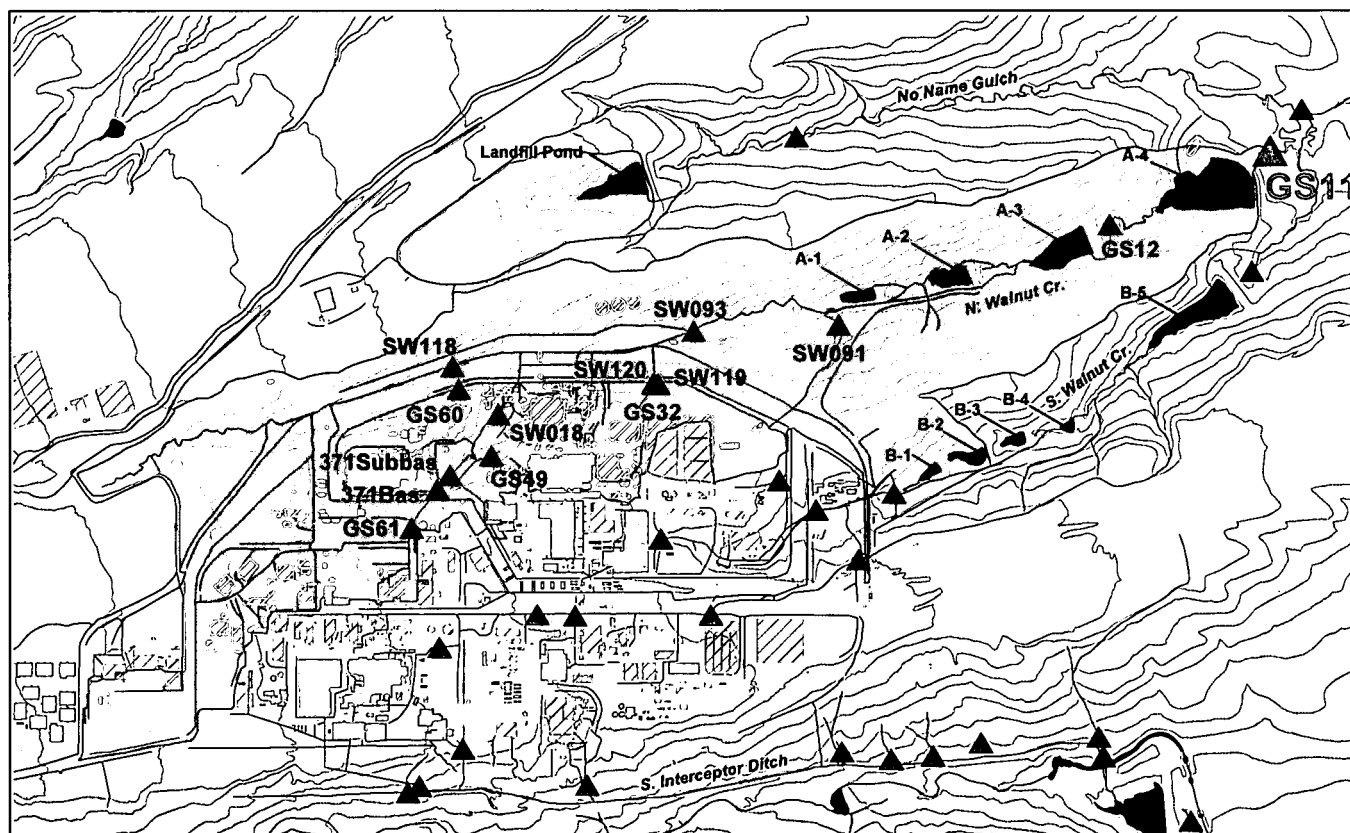 No Name Gulch
Landfill Pond
A-4
GS11
A-3
A-2
GS12
A-1
N. Walnut Cr.
B-5
SW093
SW091
SW118
SW120
SW119
S. Walnut Cr.
GS60
GS32
B-4
B-3
SW018
B-2
371Subbas
GS49
B-1
371Bas
GS61
S. Interceptor Ditch